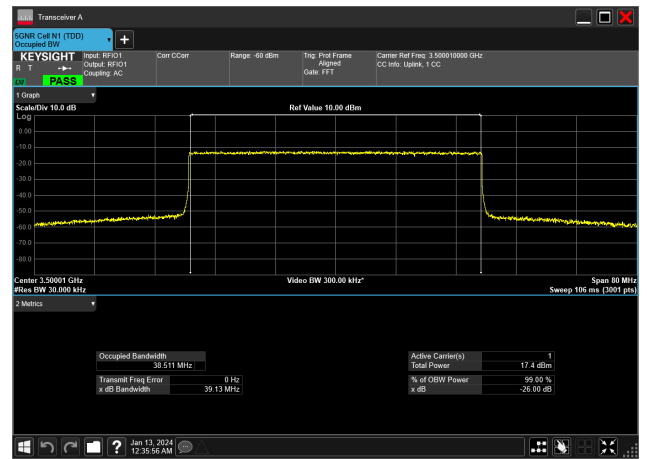 Transceiver A
5GNR Cell N1 (TDD)
Occupied BW
KEYSIGHT
R T
LW PASS
Input: RFIO1
Output: RFIO1
Coupling: AC
Corr CCorr
Range: -60 dBm
Trig: Prot Frame
Aligned
Gate: FFT
Carrier Ref Freq: 3.500010000 GHz
CC Info: Uplink, 1 CC
1 Graph
Scale/Div 10.0 dB
Ref Value 10.00 dBm
Log
0.00
-10.0
-20.0
-30.0
-40.0
-50.0
-60.0
-70.0
-80.0
Center 3.50001 GHz
Video BW 300.00 kHz*
Span 80 MHz
#Res BW 30.000 kHz
Sweep 106 ms (3001 pts)
2 Metrics
Occupied Bandwidth
38.511 MHz
Transmit Freq Error 0 Hz
x dB Bandwidth 39.13 MHz
Active Carrier(s) 1
Total Power 17.4 dBm
% of OBW Power 99.00 %
x dB -26.00 dB
?
Jan 13, 2024
12:35:56 AM